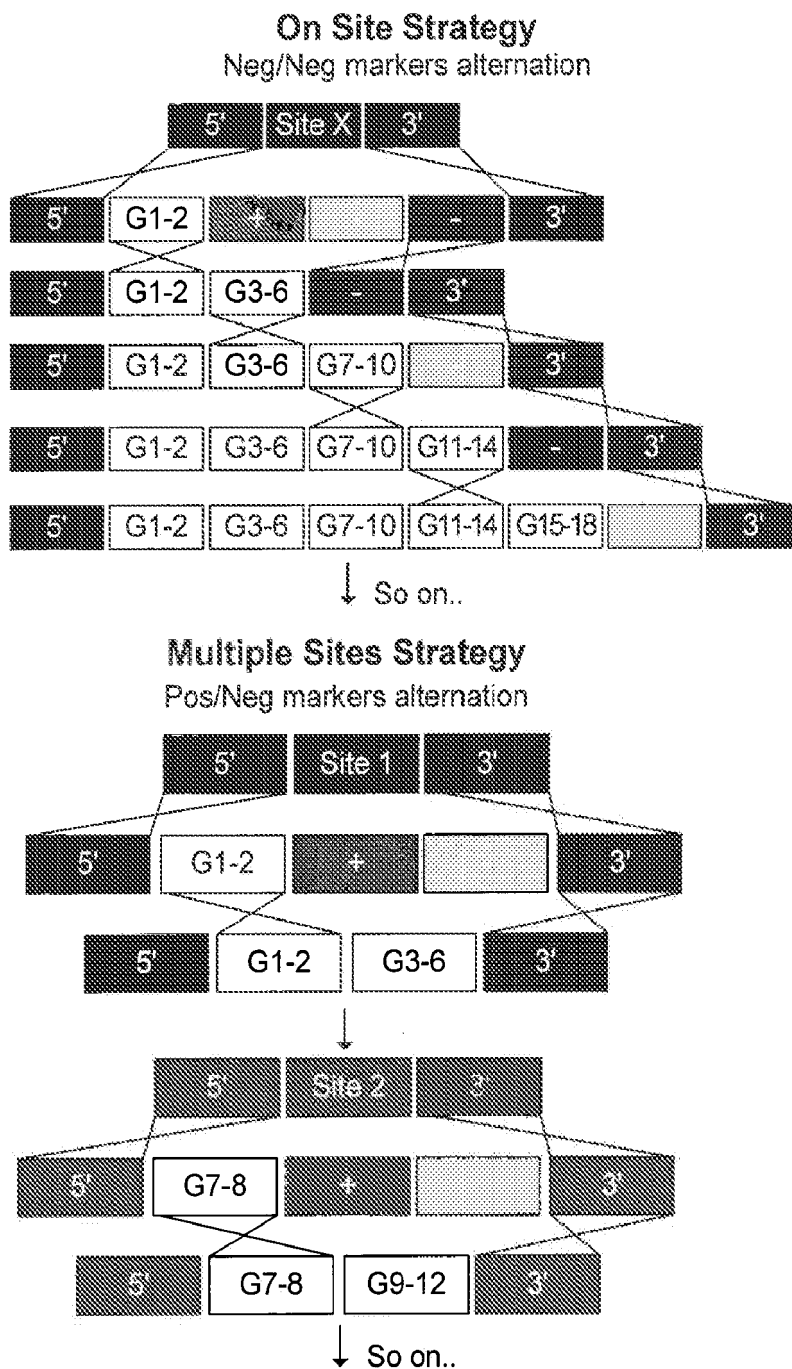 On Site Strategy
Neg/Neg markers alternation
5' Site X 3'
5' G1-2 + - 3'
5' G1-2 G3-6 - 3'
5' G1-2 G3-6 G7-10 3'
5' G1-2 G3-6 G7-10 G11-14 - 3'
5' G1-2 G3-6 G7-10 G11-14 G15-18 3'
So on..
Multiple Sites Strategy
Pos/Neg markers alternation
5' Site 1 3'
5' G1-2 + 3'
5' G1-2 G3-6 3'
5' Site 2 3'
5' G7-8 + 3'
5' G7-8 G9-12 3'
So on..